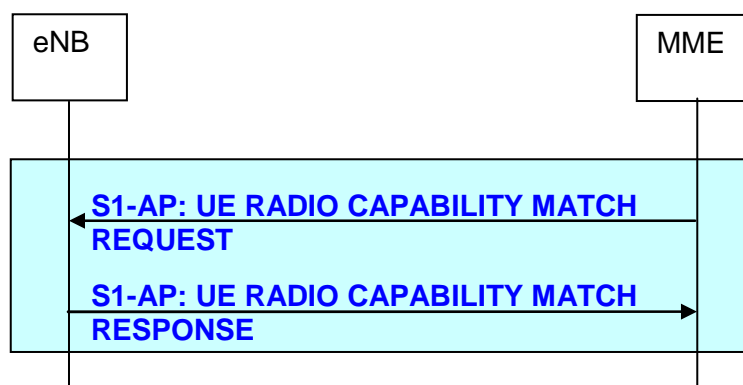 eNB
MME
S1-AP: UE RADIO CAPABILITY MATCH
REQUEST
S1-AP: UE RADIO CAPABILITY MATCH
RESPONSE